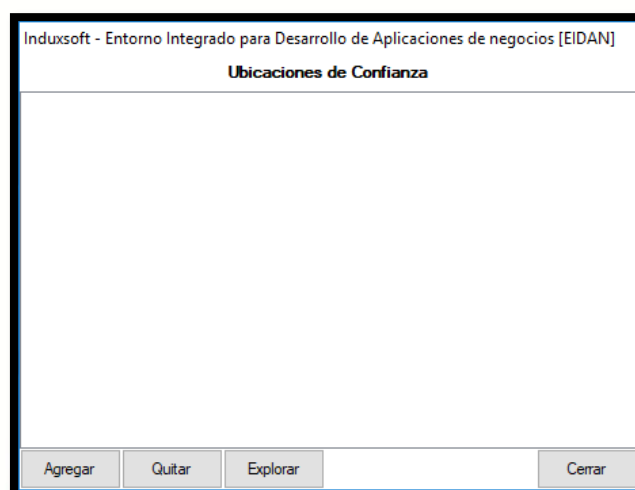 Induxsoft - Entorno Integrado para Desarrollo de Aplicaciones de negocios [EIDAN]
Ubicaciones de Confianza
Agregar Quitar Explorar Cerrar